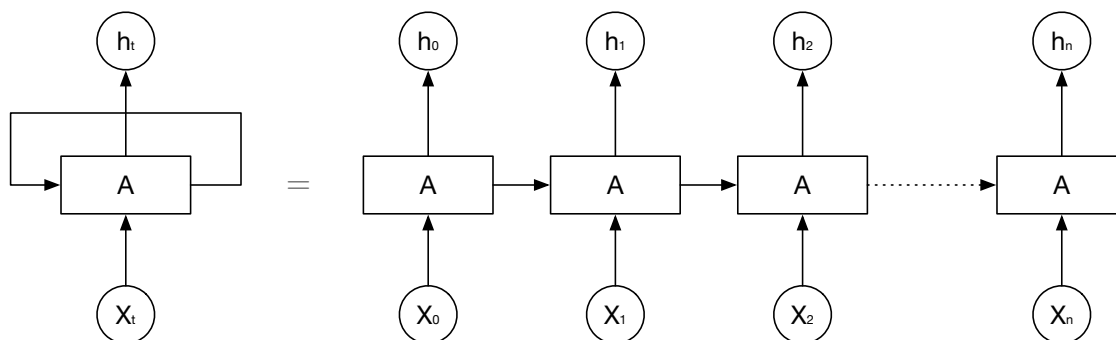 hₜ h₀ h₁ h₂ hₙ
A = A A A A
Xₜ X₀ X₁ X₂ Xₙ